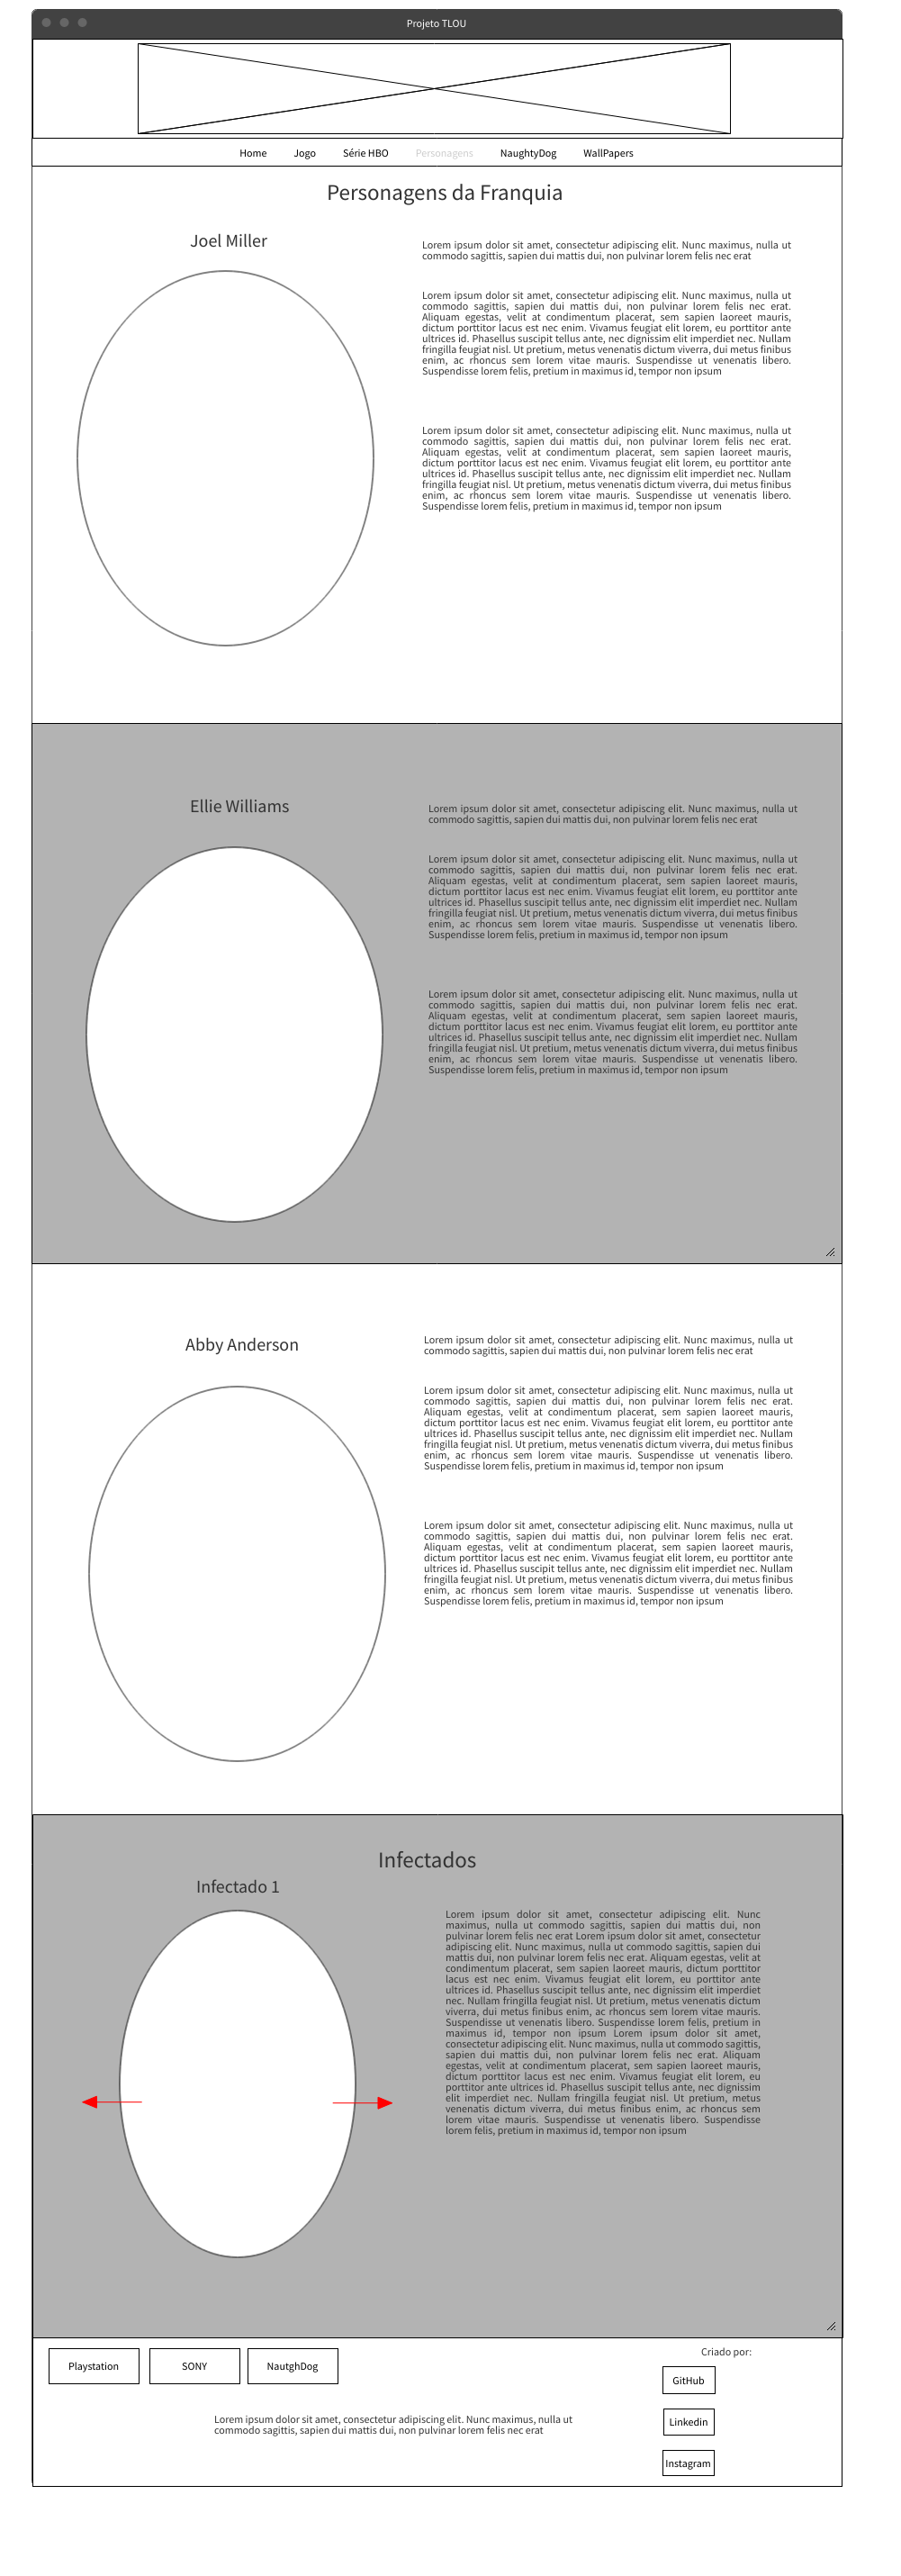 Projeto TLOU
Home Jogo Série HBO Personagens NaughtyDog WallPapers
Personagens da Franquia
Joel Miller
Lorem ipsum dolor sit amet, consectetur adipiscing elit. Nunc maximus, nulla ut
commodo sagittis, sapien dui mattis dui, non pulvinar lorem felis nec erat
Lorem ipsum dolor sit amet, consectetur adipiscing elit. Nunc maximus, nulla ut
commodo sagittis, sapien dui mattis dui, non pulvinar lorem felis nec erat.
Aliquam egestas, velit at condimentum placerat, sem sapien laoreet mauris,
dictum porttitor lacus est nec enim. Vivamus feugiat elit lorem, eu porttitor ante
ultrices id. Phasellus suscipit tellus ante, nec dignissim elit imperdiet nec. Nullam
fringilla feugiat nisl. Ut pretium, metus venenatis dictum viverra, dui metus finibus
enim, ac rhoncus sem lorem vitae mauris. Suspendisse ut venenatis libero.
Suspendisse lorem felis, pretium in maximus id, tempor non ipsum
Lorem ipsum dolor sit amet, consectetur adipiscing elit. Nunc maximus, nulla ut
commodo sagittis, sapien dui mattis dui, non pulvinar lorem felis nec erat.
Aliquam egestas, velit at condimentum placerat, sem sapien laoreet mauris,
dictum porttitor lacus est nec enim. Vivamus feugiat elit lorem, eu porttitor ante
ultrices id. Phasellus suscipit tellus ante, nec dignissim elit imperdiet nec. Nullam
fringilla feugiat nisl. Ut pretium, metus venenatis dictum viverra, dui metus finibus
enim, ac rhoncus sem lorem vitae mauris. Suspendisse ut venenatis libero.
Suspendisse lorem felis, pretium in maximus id, tempor non ipsum
Ellie Williams
Lorem ipsum dolor sit amet, consectetur adipiscing elit. Nunc maximus, nulla ut
commodo sagittis, sapien dui mattis dui, non pulvinar lorem felis nec erat
Lorem ipsum dolor sit amet, consectetur adipiscing elit. Nunc maximus, nulla ut
commodo sagittis, sapien dui mattis dui, non pulvinar lorem felis nec erat.
Aliquam egestas, velit at condimentum placerat, sem sapien laoreet mauris,
dictum porttitor lacus est nec enim. Vivamus feugiat elit lorem, eu porttitor ante
ultrices id. Phasellus suscipit tellus ante, nec dignissim elit imperdiet nec. Nullam
fringilla feugiat nisl. Ut pretium, metus venenatis dictum viverra, dui metus finibus
enim, ac rhoncus sem lorem vitae mauris. Suspendisse ut venenatis libero.
Suspendisse lorem felis, pretium in maximus id, tempor non ipsum
Lorem ipsum dolor sit amet, consectetur adipiscing elit. Nunc maximus, nulla ut
commodo sagittis, sapien dui mattis dui, non pulvinar lorem felis nec erat.
Aliquam egestas, velit at condimentum placerat, sem sapien laoreet mauris,
dictum porttitor lacus est nec enim. Vivamus feugiat elit lorem, eu porttitor ante
ultrices id. Phasellus suscipit tellus ante, nec dignissim elit imperdiet nec. Nullam
fringilla feugiat nisl. Ut pretium, metus venenatis dictum viverra, dui metus finibus
enim, ac rhoncus sem lorem vitae mauris. Suspendisse ut venenatis libero.
Suspendisse lorem felis, pretium in maximus id, tempor non ipsum
Abby Anderson
Lorem ipsum dolor sit amet, consectetur adipiscing elit. Nunc maximus, nulla ut
commodo sagittis, sapien dui mattis dui, non pulvinar lorem felis nec erat
Lorem ipsum dolor sit amet, consectetur adipiscing elit. Nunc maximus, nulla ut
commodo sagittis, sapien dui mattis dui, non pulvinar lorem felis nec erat.
Aliquam egestas, velit at condimentum placerat, sem sapien laoreet mauris,
dictum porttitor lacus est nec enim. Vivamus feugiat elit lorem, eu porttitor ante
ultrices id. Phasellus suscipit tellus ante, nec dignissim elit imperdiet nec. Nullam
fringilla feugiat nisl. Ut pretium, metus venenatis dictum viverra, dui metus finibus
enim, ac rhoncus sem lorem vitae mauris. Suspendisse ut venenatis libero.
Suspendisse lorem felis, pretium in maximus id, tempor non ipsum
Lorem ipsum dolor sit amet, consectetur adipiscing elit. Nunc maximus, nulla ut
commodo sagittis, sapien dui mattis dui, non pulvinar lorem felis nec erat.
Aliquam egestas, velit at condimentum placerat, sem sapien laoreet mauris,
dictum porttitor lacus est nec enim. Vivamus feugiat elit lorem, eu porttitor ante
ultrices id. Phasellus suscipit tellus ante, nec dignissim elit imperdiet nec. Nullam
fringilla feugiat nisl. Ut pretium, metus venenatis dictum viverra, dui metus finibus
enim, ac rhoncus sem lorem vitae mauris. Suspendisse ut venenatis libero.
Suspendisse lorem felis, pretium in maximus id, tempor non ipsum
Infectados
Infectado 1
Lorem ipsum dolor sit amet, consectetur adipiscing elit. Nunc
maximus, nulla ut commodo sagittis, sapien dui mattis dui, non
pulvinar lorem felis nec erat Lorem ipsum dolor sit amet, consectetur
adipiscing elit. Nunc maximus, nulla ut commodo sagittis, sapien dui
mattis dui, non pulvinar lorem felis nec erat. Aliquam egestas, velit at
condimentum placerat, sem sapien laoreet mauris, dictum porttitor
lacus est nec enim. Vivamus feugiat elit lorem, eu porttitor ante
ultrices id. Phasellus suscipit tellus ante, nec dignissim elit imperdiet
nec. Nullam fringilla feugiat nisl. Ut pretium, metus venenatis dictum
viverra, dui metus finibus enim, ac rhoncus sem lorem vitae mauris.
Suspendisse ut venenatis libero. Suspendisse lorem felis, pretium in
maximus id, tempor non ipsum Lorem ipsum dolor sit amet,
consectetur adipiscing elit. Nunc maximus, nulla ut commodo sagittis,
sapien dui mattis dui, non pulvinar lorem felis nec erat. Aliquam
egestas, velit at condimentum placerat, sem sapien laoreet mauris,
dictum porttitor lacus est nec enim. Vivamus feugiat elit lorem, eu
porttitor ante ultrices id. Phasellus suscipit tellus ante, nec dignissim
elit imperdiet nec. Nullam fringilla feugiat nisl. Ut pretium, metus
venenatis dictum viverra, dui metus finibus enim, ac rhoncus sem
lorem vitae mauris. Suspendisse ut venenatis libero. Suspendisse
lorem felis, pretium in maximus id, tempor non ipsum
Playstation SONY NautghDog
Criado por:
GitHub
Linkedin
Instagram
Lorem ipsum dolor sit amet, consectetur adipiscing elit. Nunc maximus, nulla ut
commodo sagittis, sapien dui mattis dui, non pulvinar lorem felis nec erat